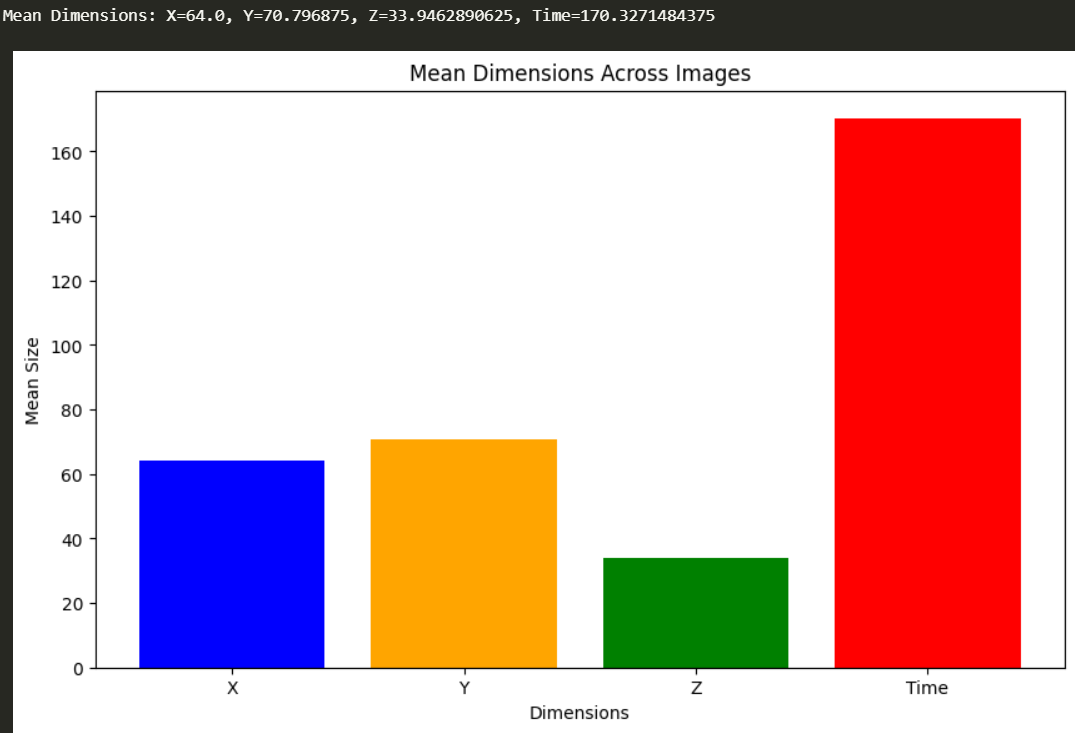 Mean Dimensions: X=64.0, Y=70.796875, Z=33.9462890625, Time=170.3271484375
Mean Dimensions Across Images
160
140
120
100
80
60
40
20
0
Mean Size
X Y Z Time
Dimensions